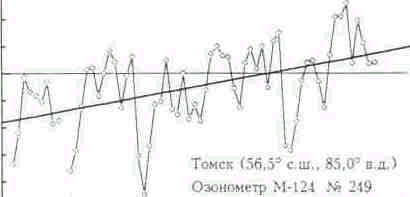 Томск (56,5° с.ш., 85,0° в.д.)
Озонометр М-124 № 249